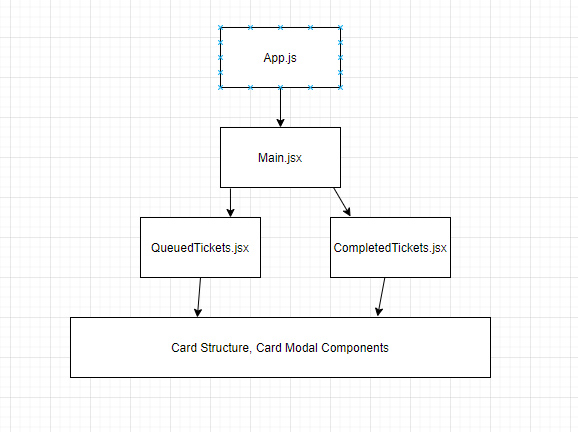 App.js
Main.jsx
QueuedTickets.jsx
CompletedTickets.jsx
Card Structure, Card Modal Components